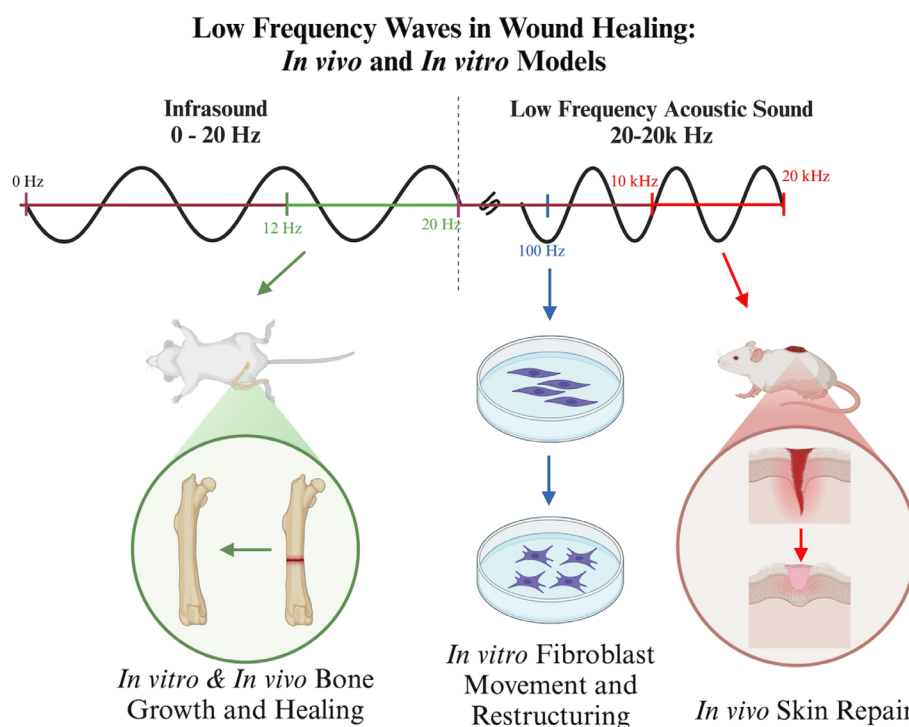 Low Frequency Waves in Wound Healing:
In vivo and In vitro Models
Infrasound
0 - 20 Hz
Low Frequency Acoustic Sound
20-20k Hz
0 Hz
12 Hz
20 Hz
100 Hz
10 kHz
20 kHz
In vitro & In vivo Bone
Growth and Healing
In vitro Fibroblast
Movement and
Restructuring
In vivo Skin Repair